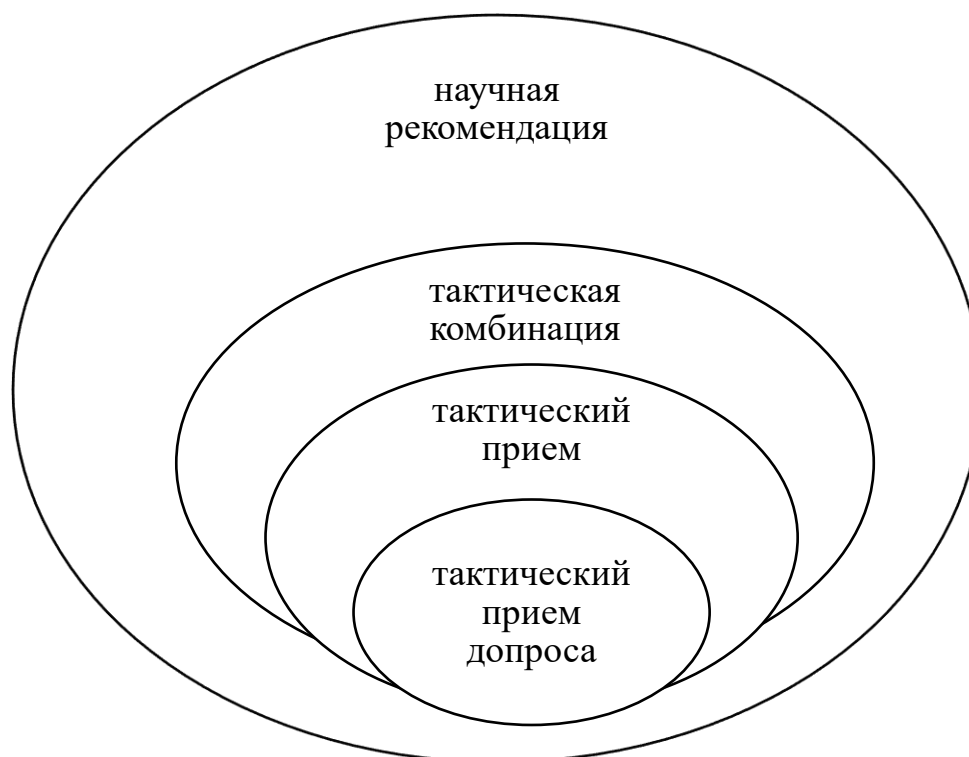 научная
рекомендация
тактическая
комбинация
тактический
прием
тактический
прием
допроса